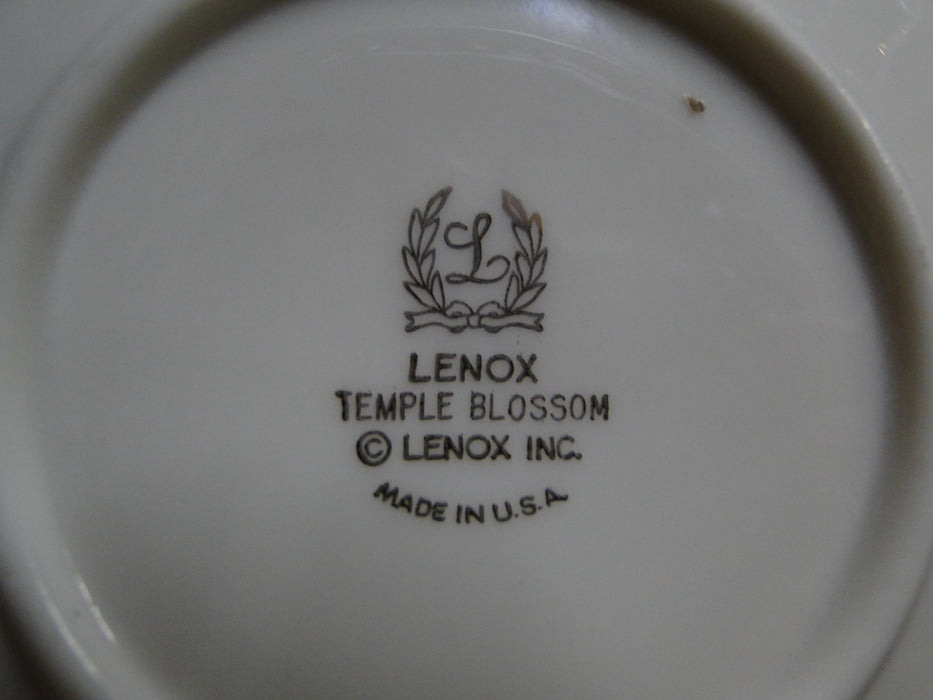 L
LENOX
TEMPLE BLOSSOM
© LENOX INC.
MADE IN U.S.A.